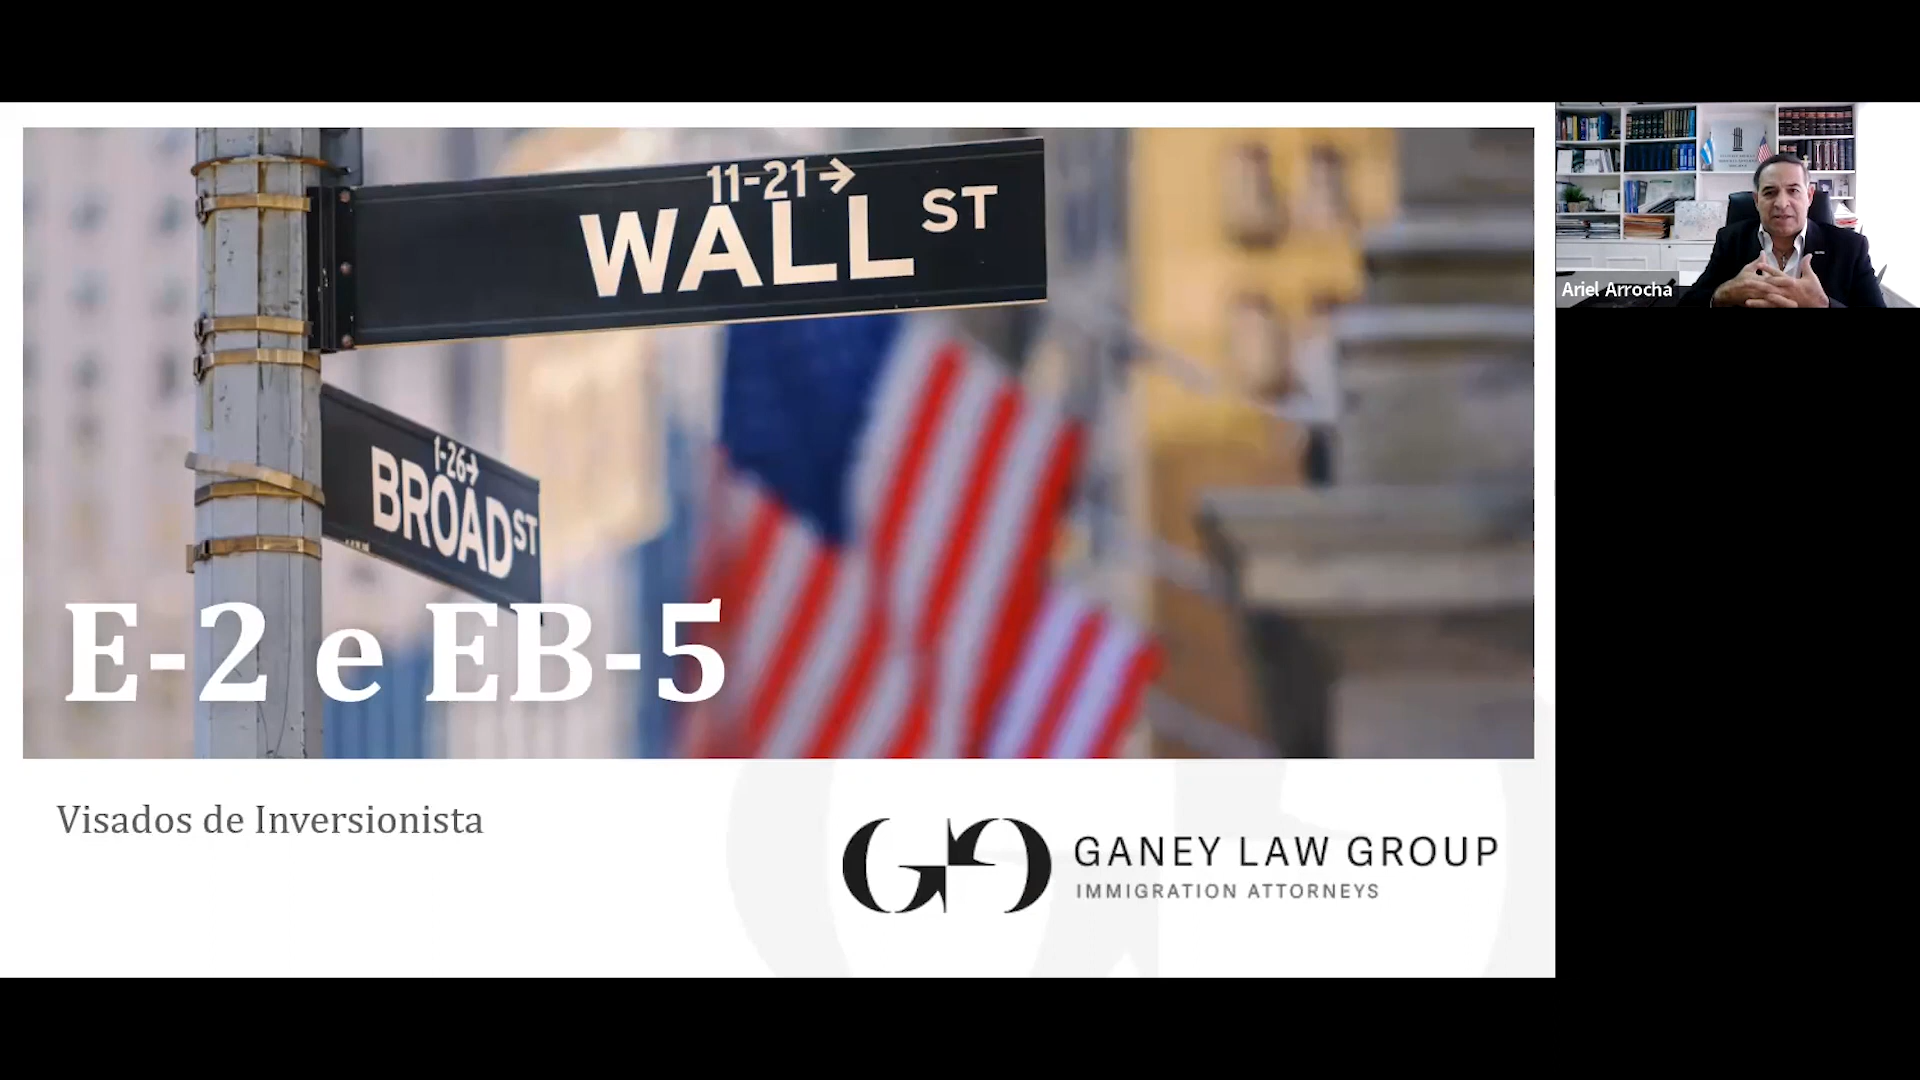 11-21→
WALL ST
1-26→
BROAD ST
E-2 e EB-5
Visados de Inversionista
GANEY LAW GROUP
IMMIGRATION ATTORNEYS
Ariel Arrocha